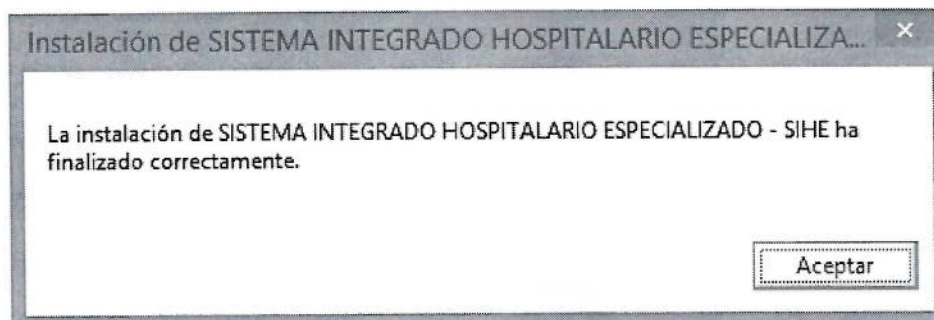 Instalación de SISTEMA INTEGRADO HOSPITALARIO ESPECIALIZA...
La instalación de SISTEMA INTEGRADO HOSPITALARIO ESPECIALIZADO - SIHE ha
finalizado correctamente.
Aceptar